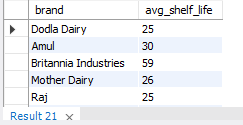 brand avg_shelf_life
Dodla Dairy 25
Amul 30
Britannia Industries 59
Mother Dairy 26
Raj 25
Result 21 ×